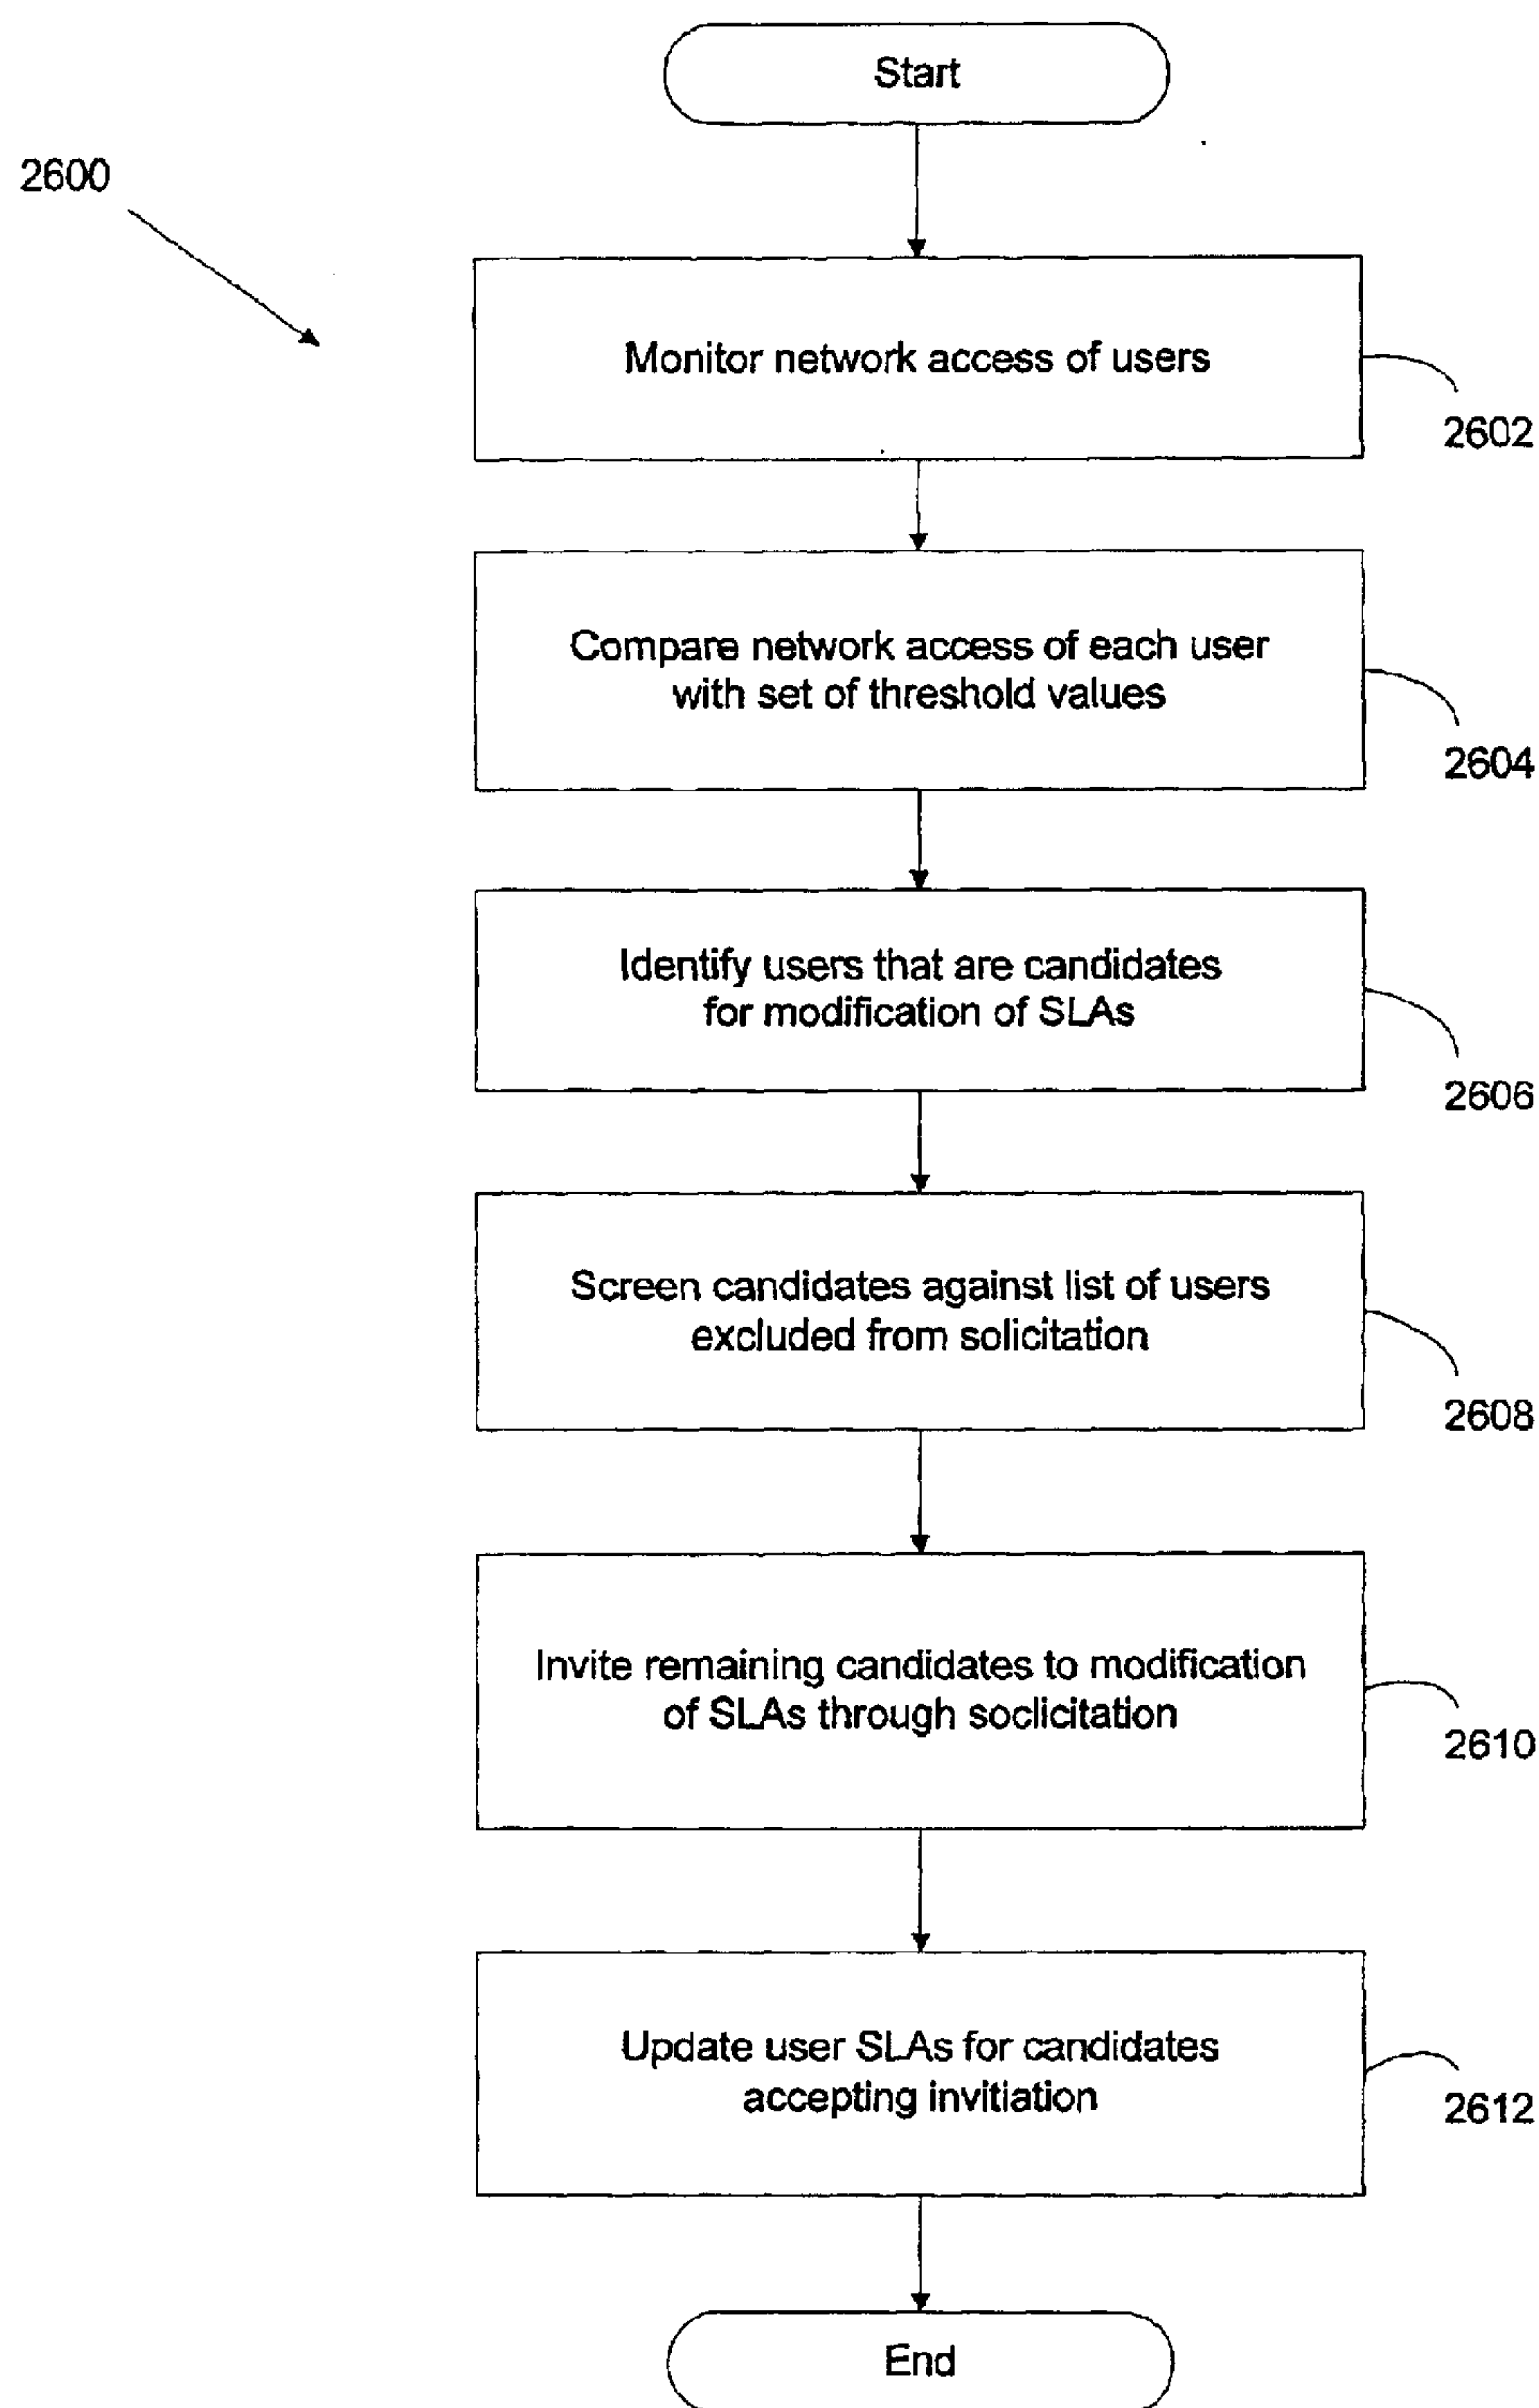 Start
2600
Monitor network access of users
2602
Compare network access of each user
with set of threshold values
2604
Identify users that are candidates
for modification of SLAs
2606
Screen candidates against list of users
excluded from solicitation
2608
Invite remaining candidates to modification
of SLAs through soclicitation
2610
Update user SLAs for candidates
accepting invitiation
2612
End